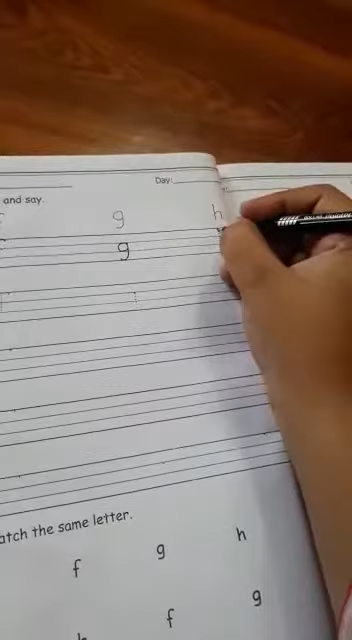 Day:
and say.
g h
g
atch the same letter.
f g h
f g